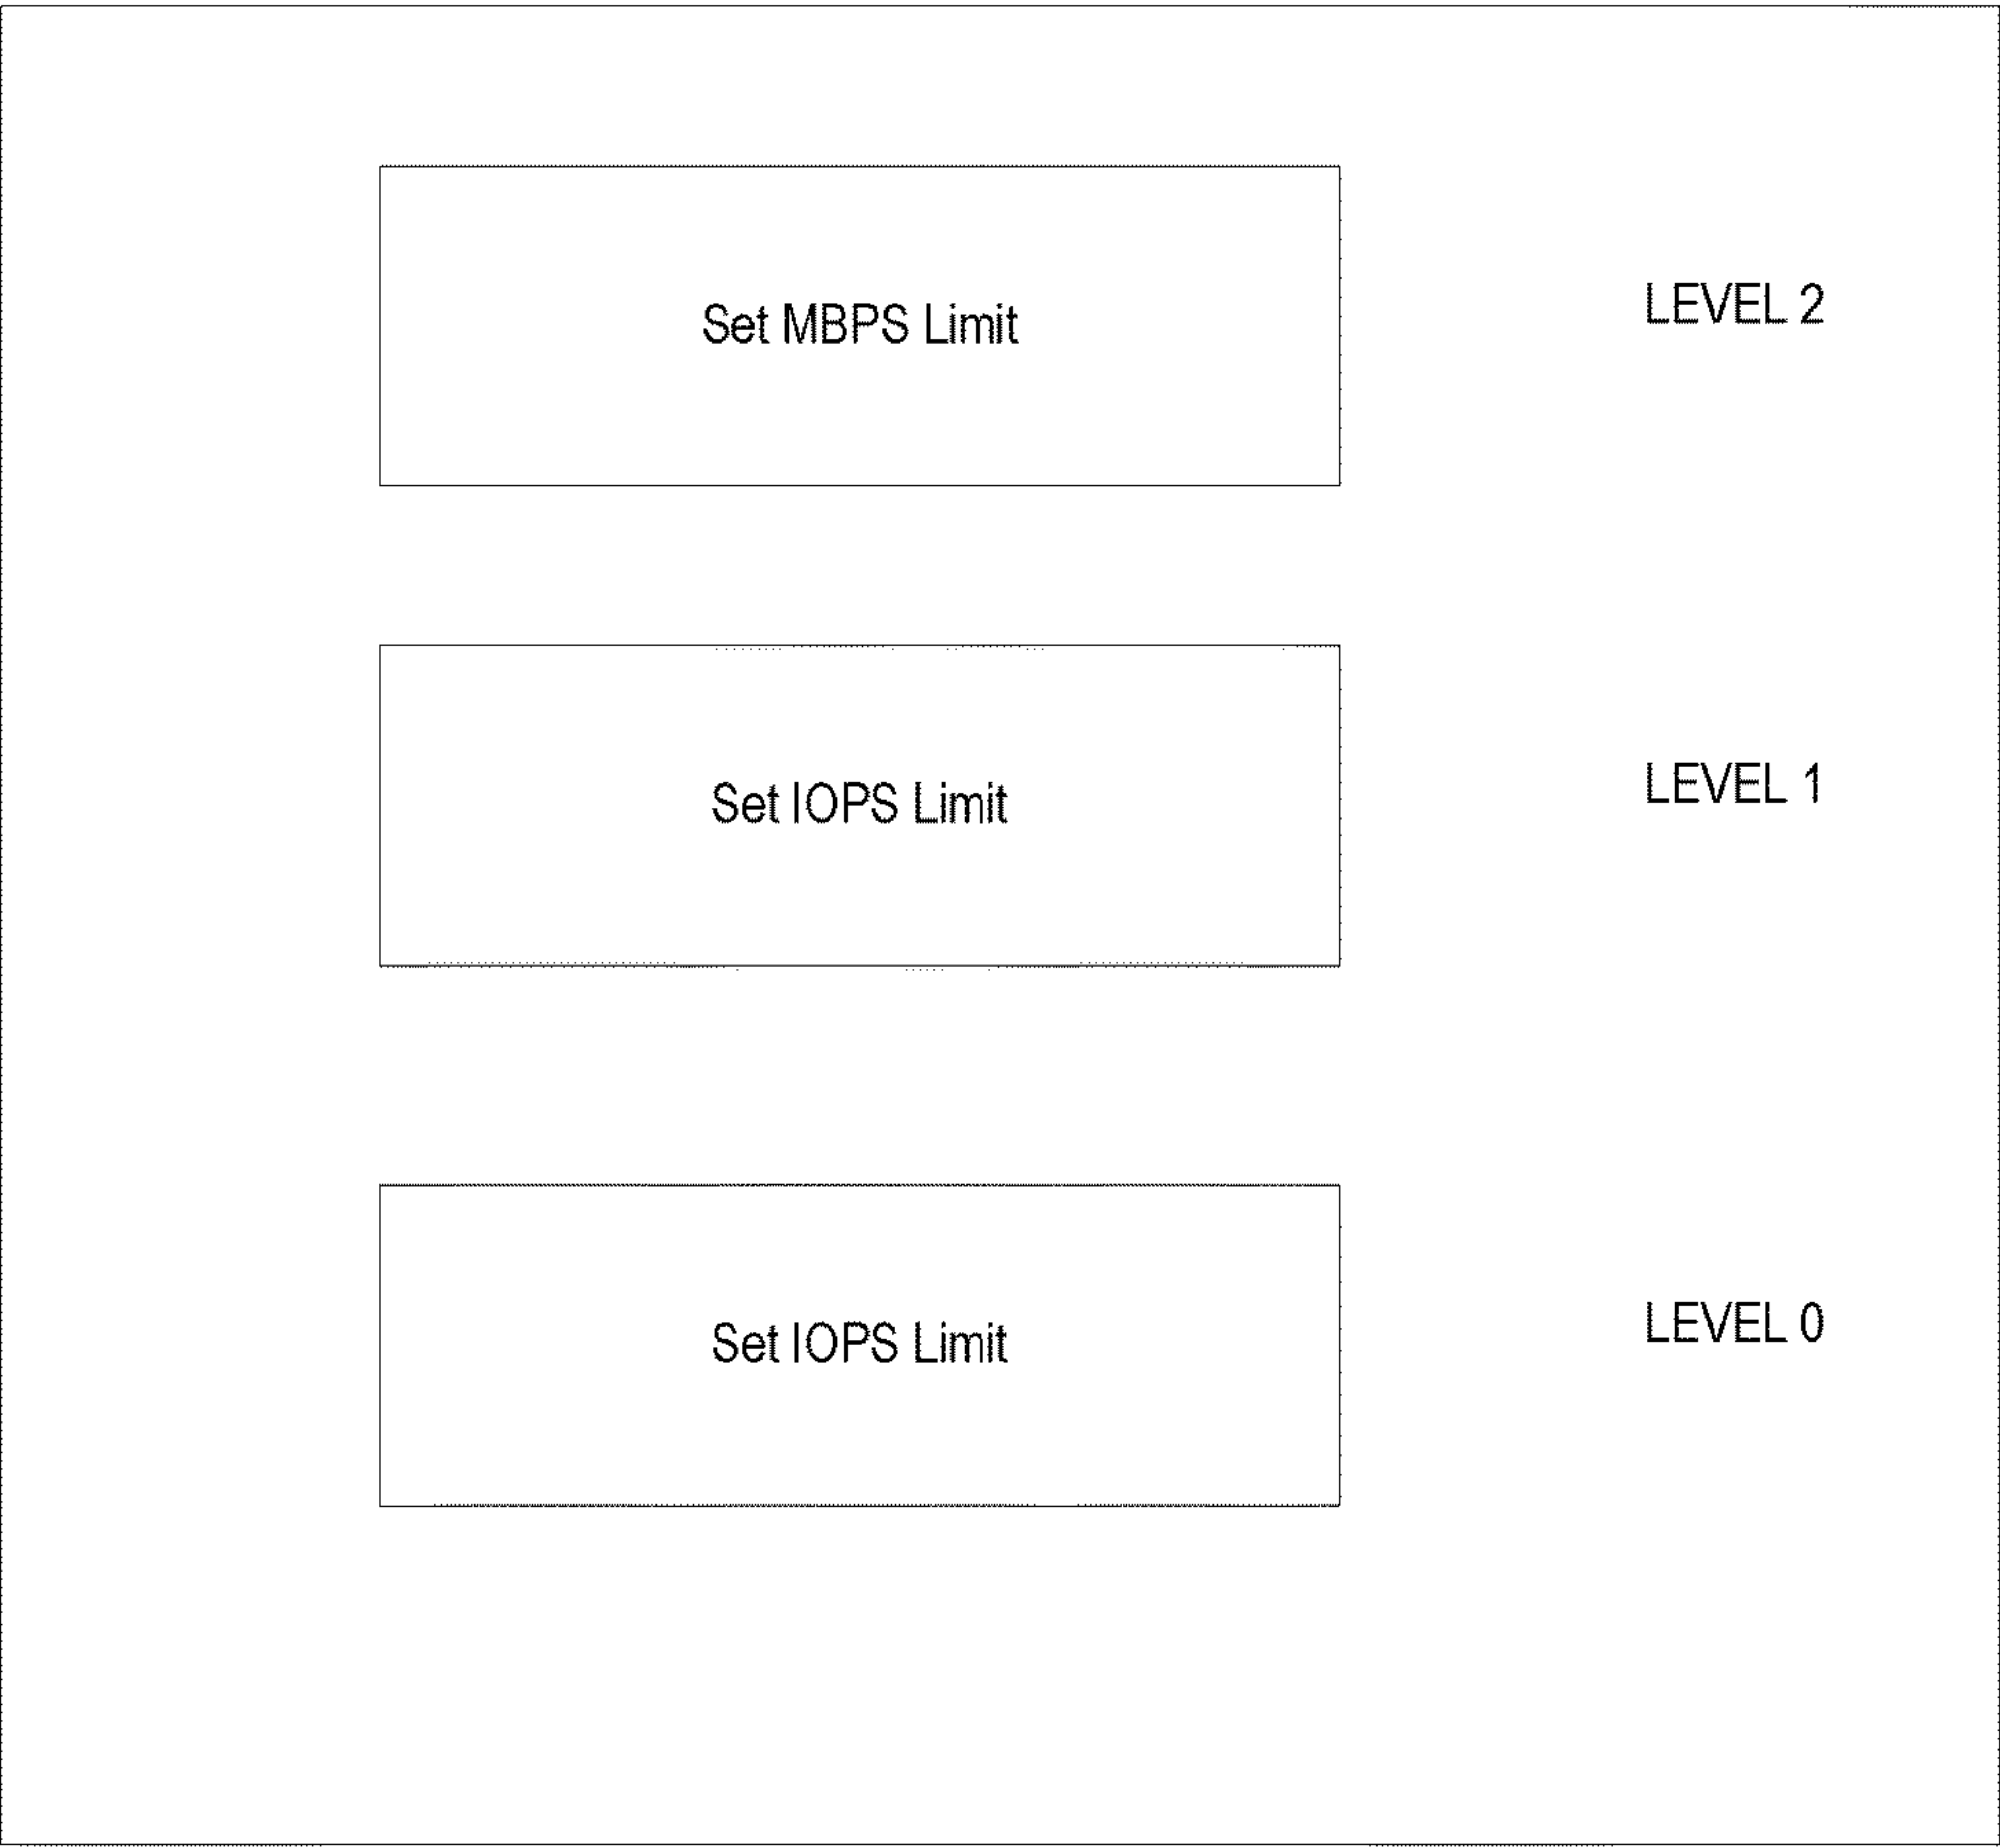 Set MBPS Limit
LEVEL 2
Set IOPS Limit
LEVEL 1
Set IOPS Limit
LEVEL 0